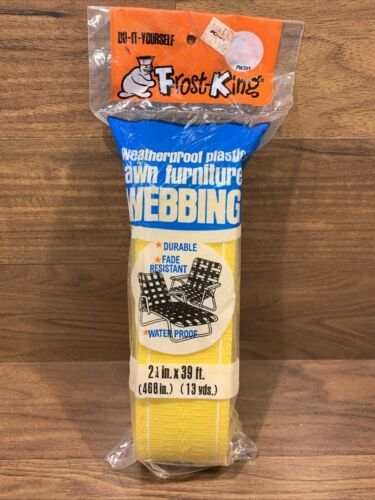 DO-IT-YOURSELF
Frost-King
PW39Y
Weatherproof plastic
lawn furniture
WEBBING
★ DURABLE
★ FADE
RESISTANT
★ WATER PROOF
2¼ in. x 39 ft.
(468 in.) (13 yds.)